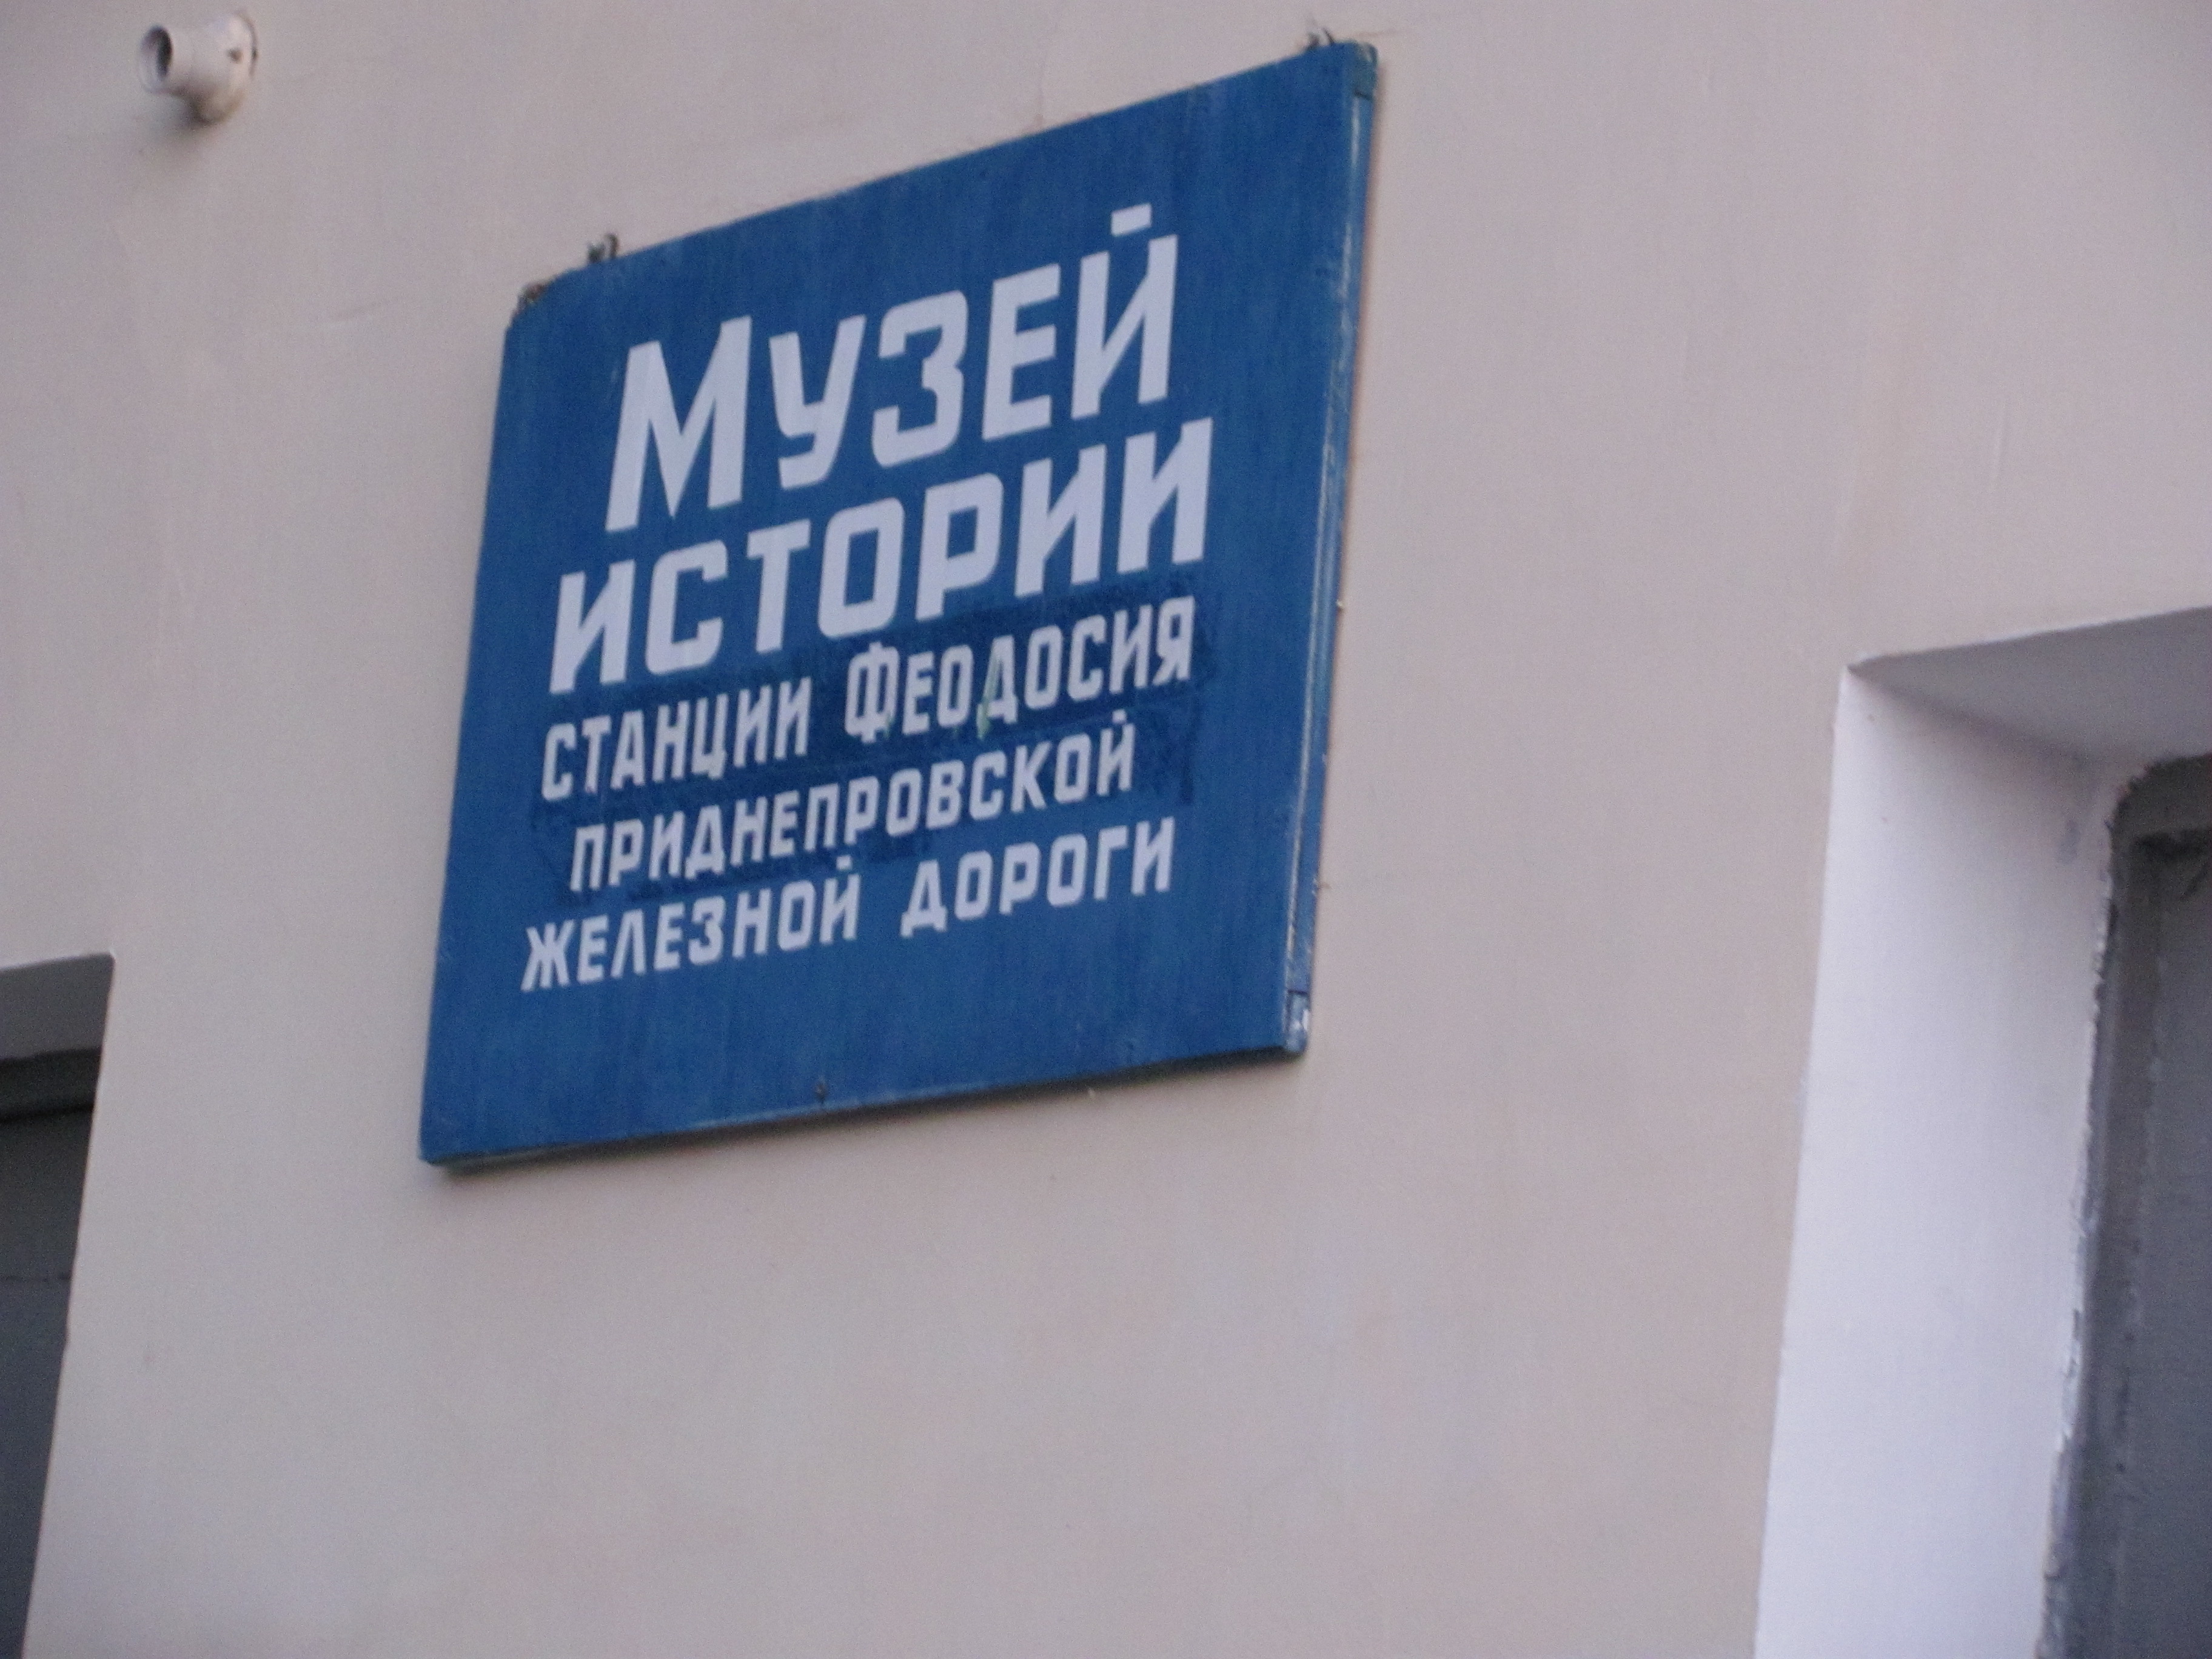 Музей
истории
станции Феодосия
приднепровской
железной дороги